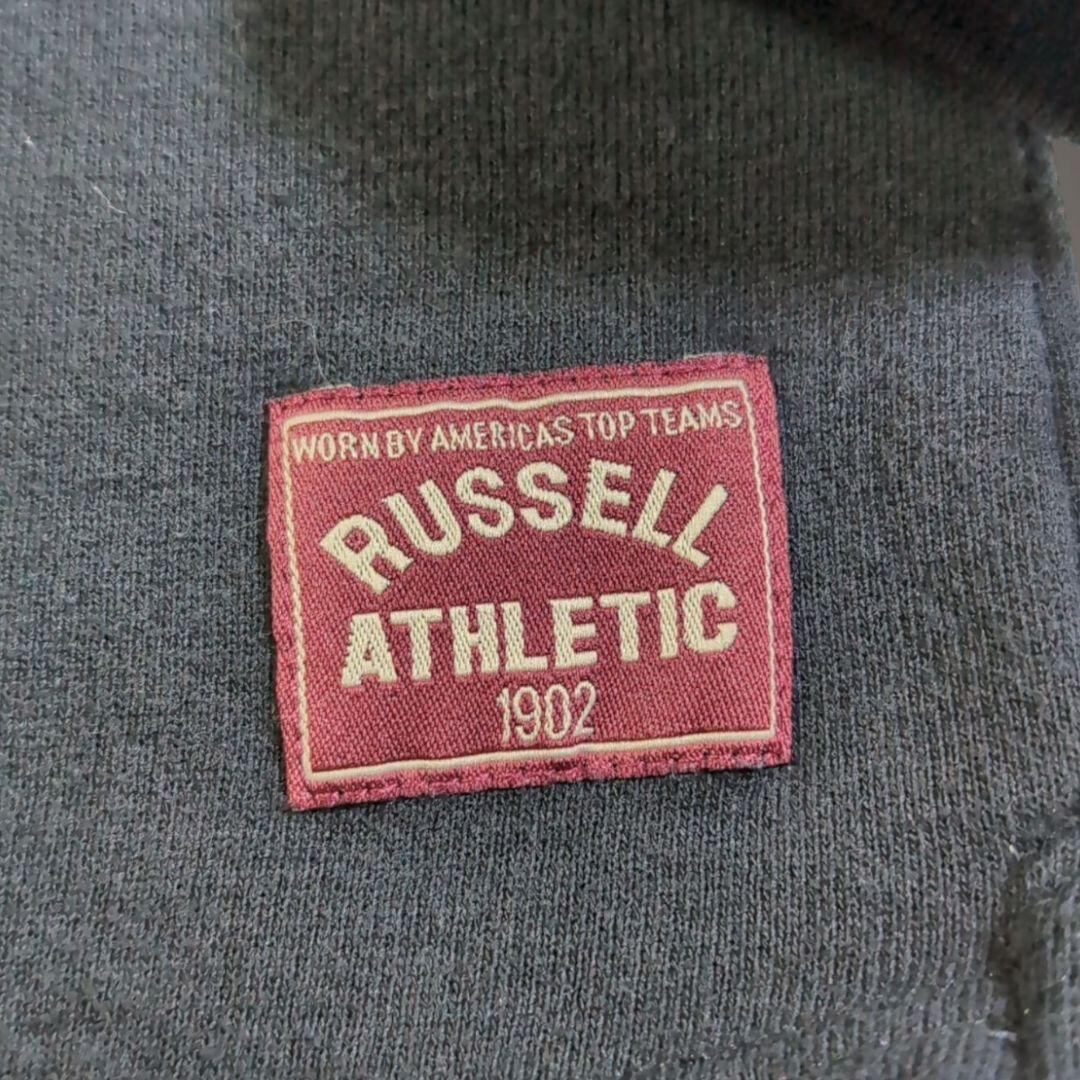 WORN BY AMERICAS TOP TEAMS
RUSSELL
ATHLETIC
1902